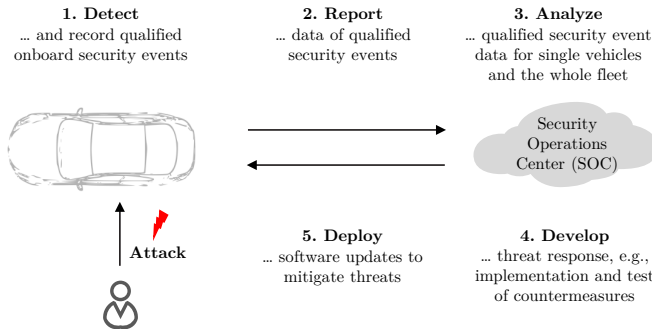 1. Detect
... and record qualified
onboard security events
2. Report
... data of qualified
security events
3. Analyze
... qualified security event
data for single vehicles
and the whole fleet
Security
Operations
Center (SOC)
Attack
5. Deploy
... software updates to
mitigate threats
4. Develop
... threat response, e.g.,
implementation and test
of countermeasures